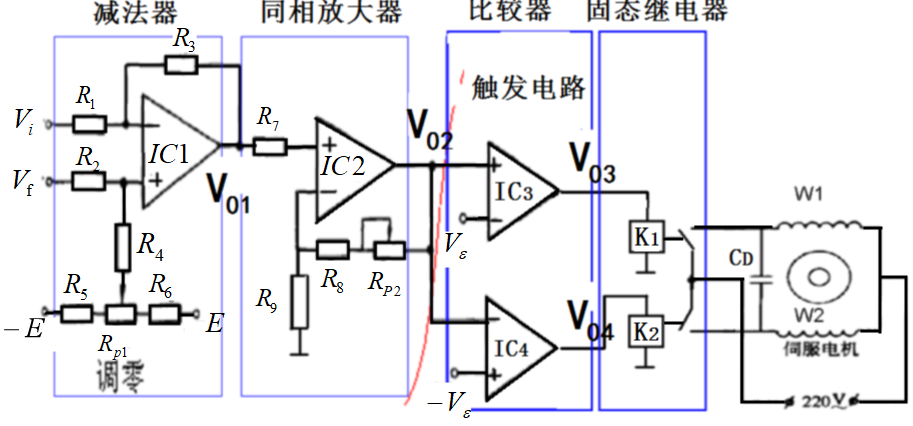 减法器 同相放大器 比较器 固态继电器
R3
触发电路
Vi R1 R7
IC1 IC2 V02 IC3 V03
Vf R2
V01
W1
Vε K1
CD
R4 R8 RP2
R5 R6 R9
-E E
W2
V04 K2
Rp1 IC4 伺服电机
调零
-Vε 220V